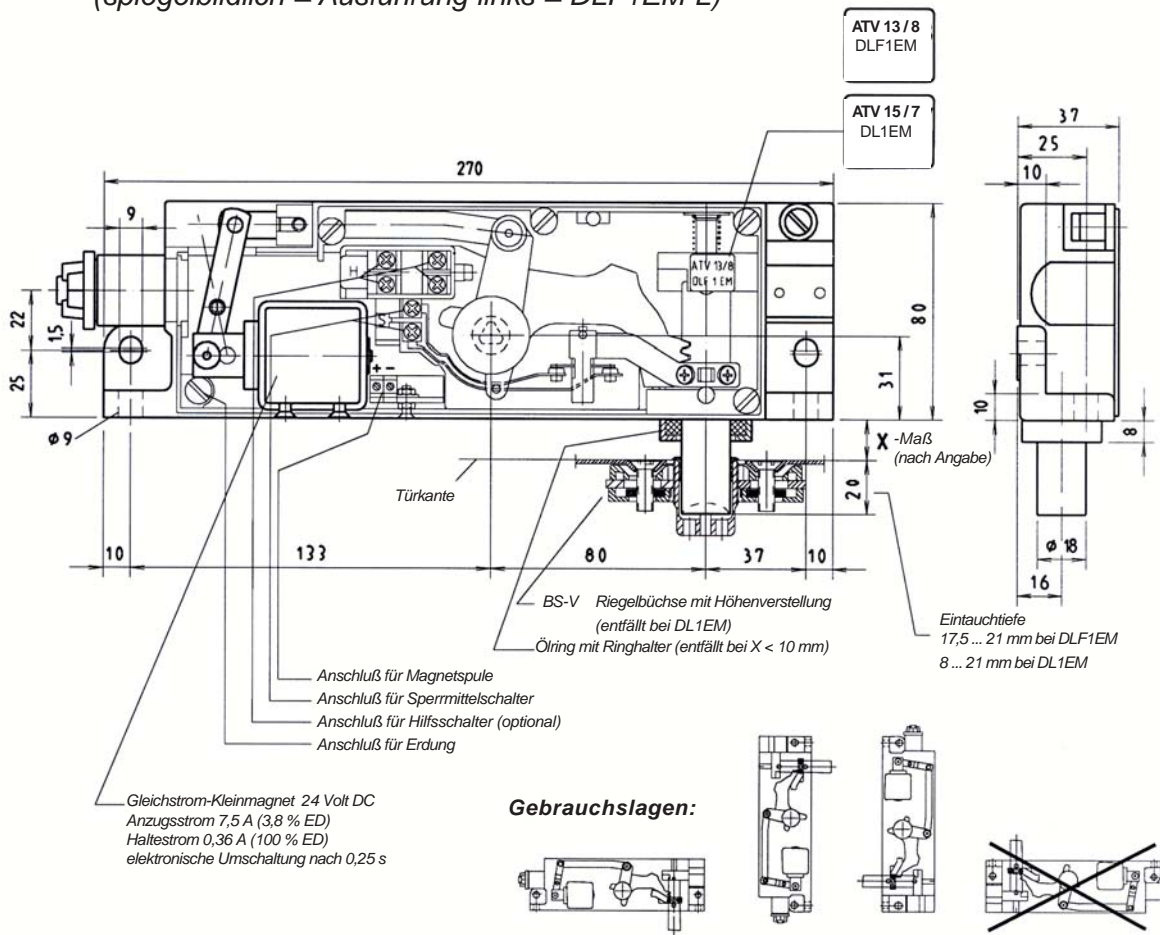 (spiegelbildlich = Ausführung links = DLF1EM-L)
ATV 13 / 8
DLF1EM
ATV 15 / 7
DL1EM
270
37
25
10
9
H
ATV 13/8
DLF 1 EM
22
1,5
25
80
31
10
8
+ -
ø 9
X -Maß
(nach Angabe)
Türkante
20
10
133
80
37
10
ø 18
16
BS-V Riegelbüchse mit Höhenverstellung
(entfällt bei DL1EM)
Ölring mit Ringhalter (entfällt bei X < 10 mm)
Eintauchtiefe
17,5 ... 21 mm bei DLF1EM
8 ... 21 mm bei DL1EM
Anschluß für Magnetspule
Anschluß für Sperrmittelschalter
Anschluß für Hilfsschalter (optional)
Anschluß für Erdung
Gleichstrom-Kleinmagnet 24 Volt DC
Anzugsstrom 7,5 A (3,8 % ED)
Haltestrom 0,36 A (100 % ED)
elektronische Umschaltung nach 0,25 s
Gebrauchslagen: